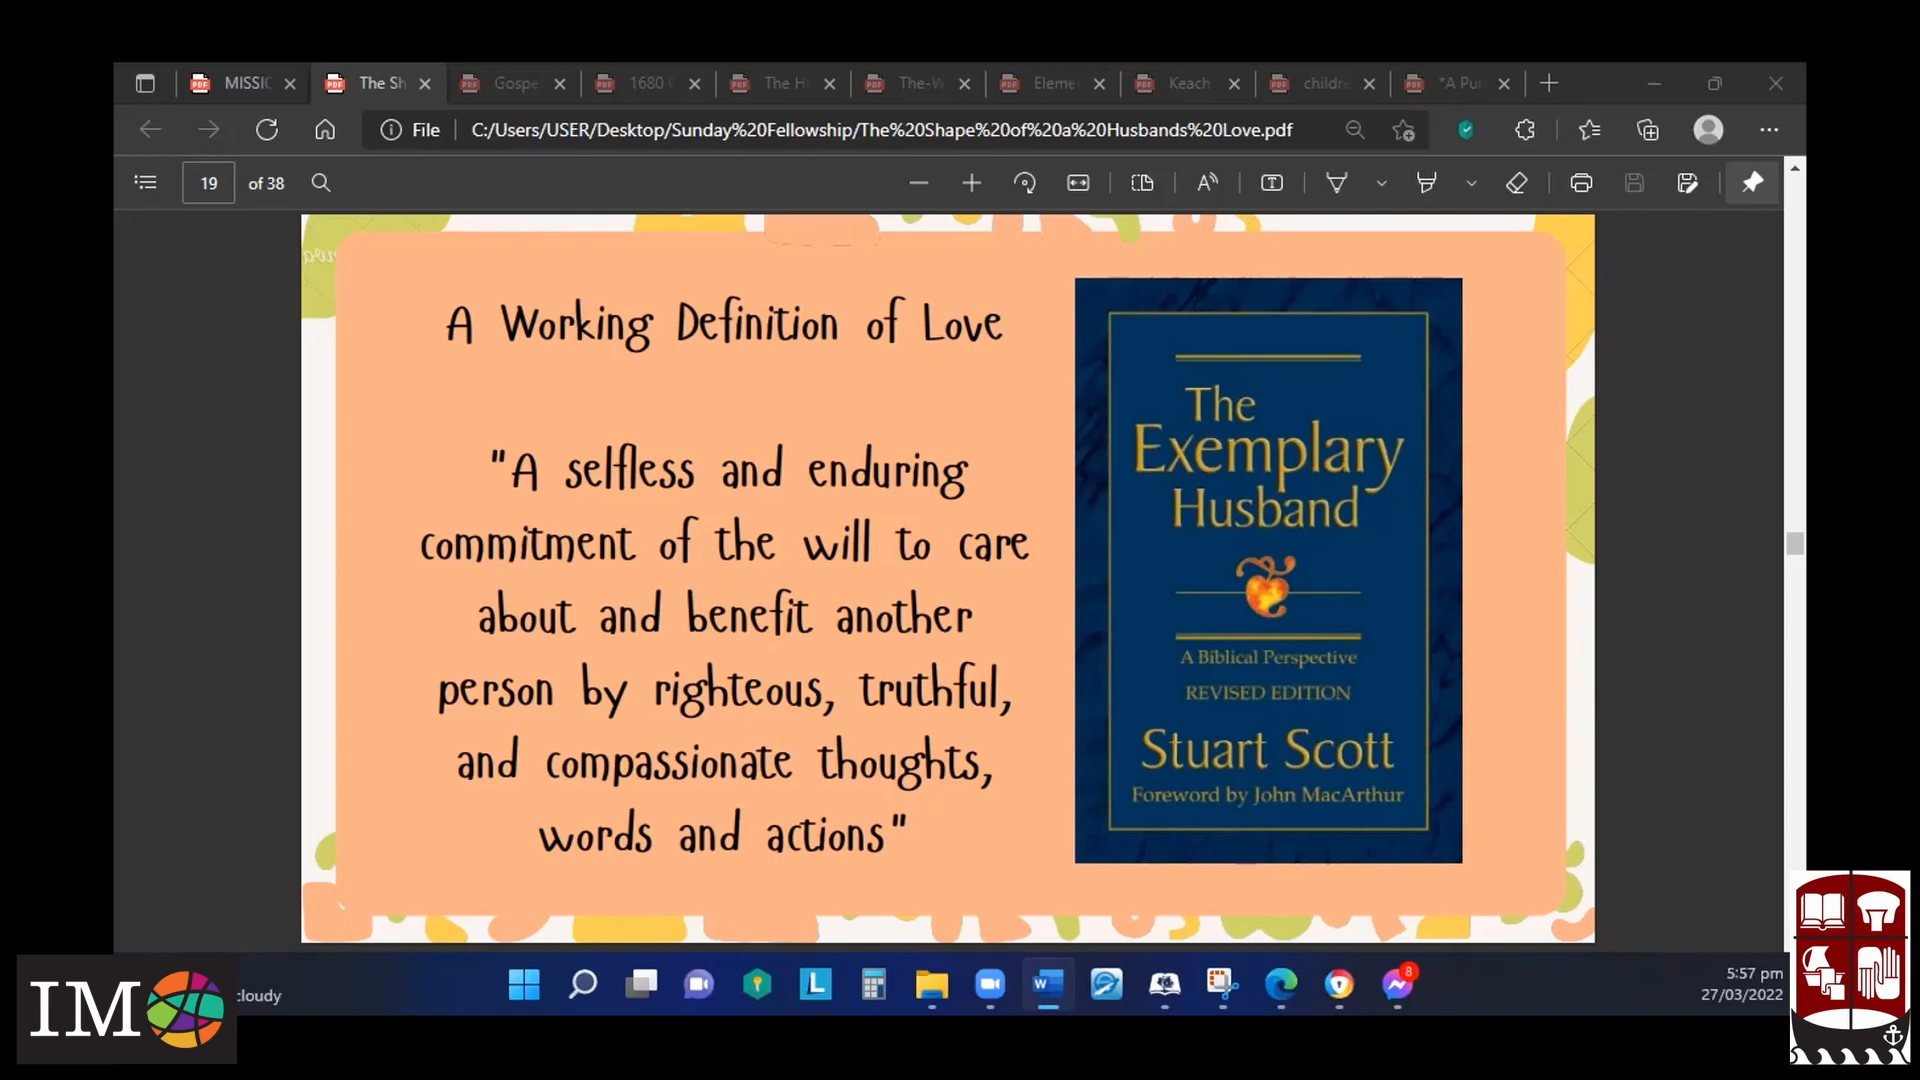 MISSIC
The Sh
Gospe
1680
The H
The-W
Eleme
Keach
childre
"A Pu
File
C:/Users/USER/Desktop/Sunday%20Fellowship/The%20Shape%20of%20a%20Husbands%20Love.pdf
19 of 38
A Working Definition of Love
"A selfless and enduring
commitment of the will to care
about and benefit another
person by righteous, truthful,
and compassionate thoughts,
words and actions"
The
Exemplary
Husband
A Biblical Perspective
REVISED EDITION
Stuart Scott
Foreword by John MacArthur
IM
cloudy
8
5:57 pm
27/03/2022